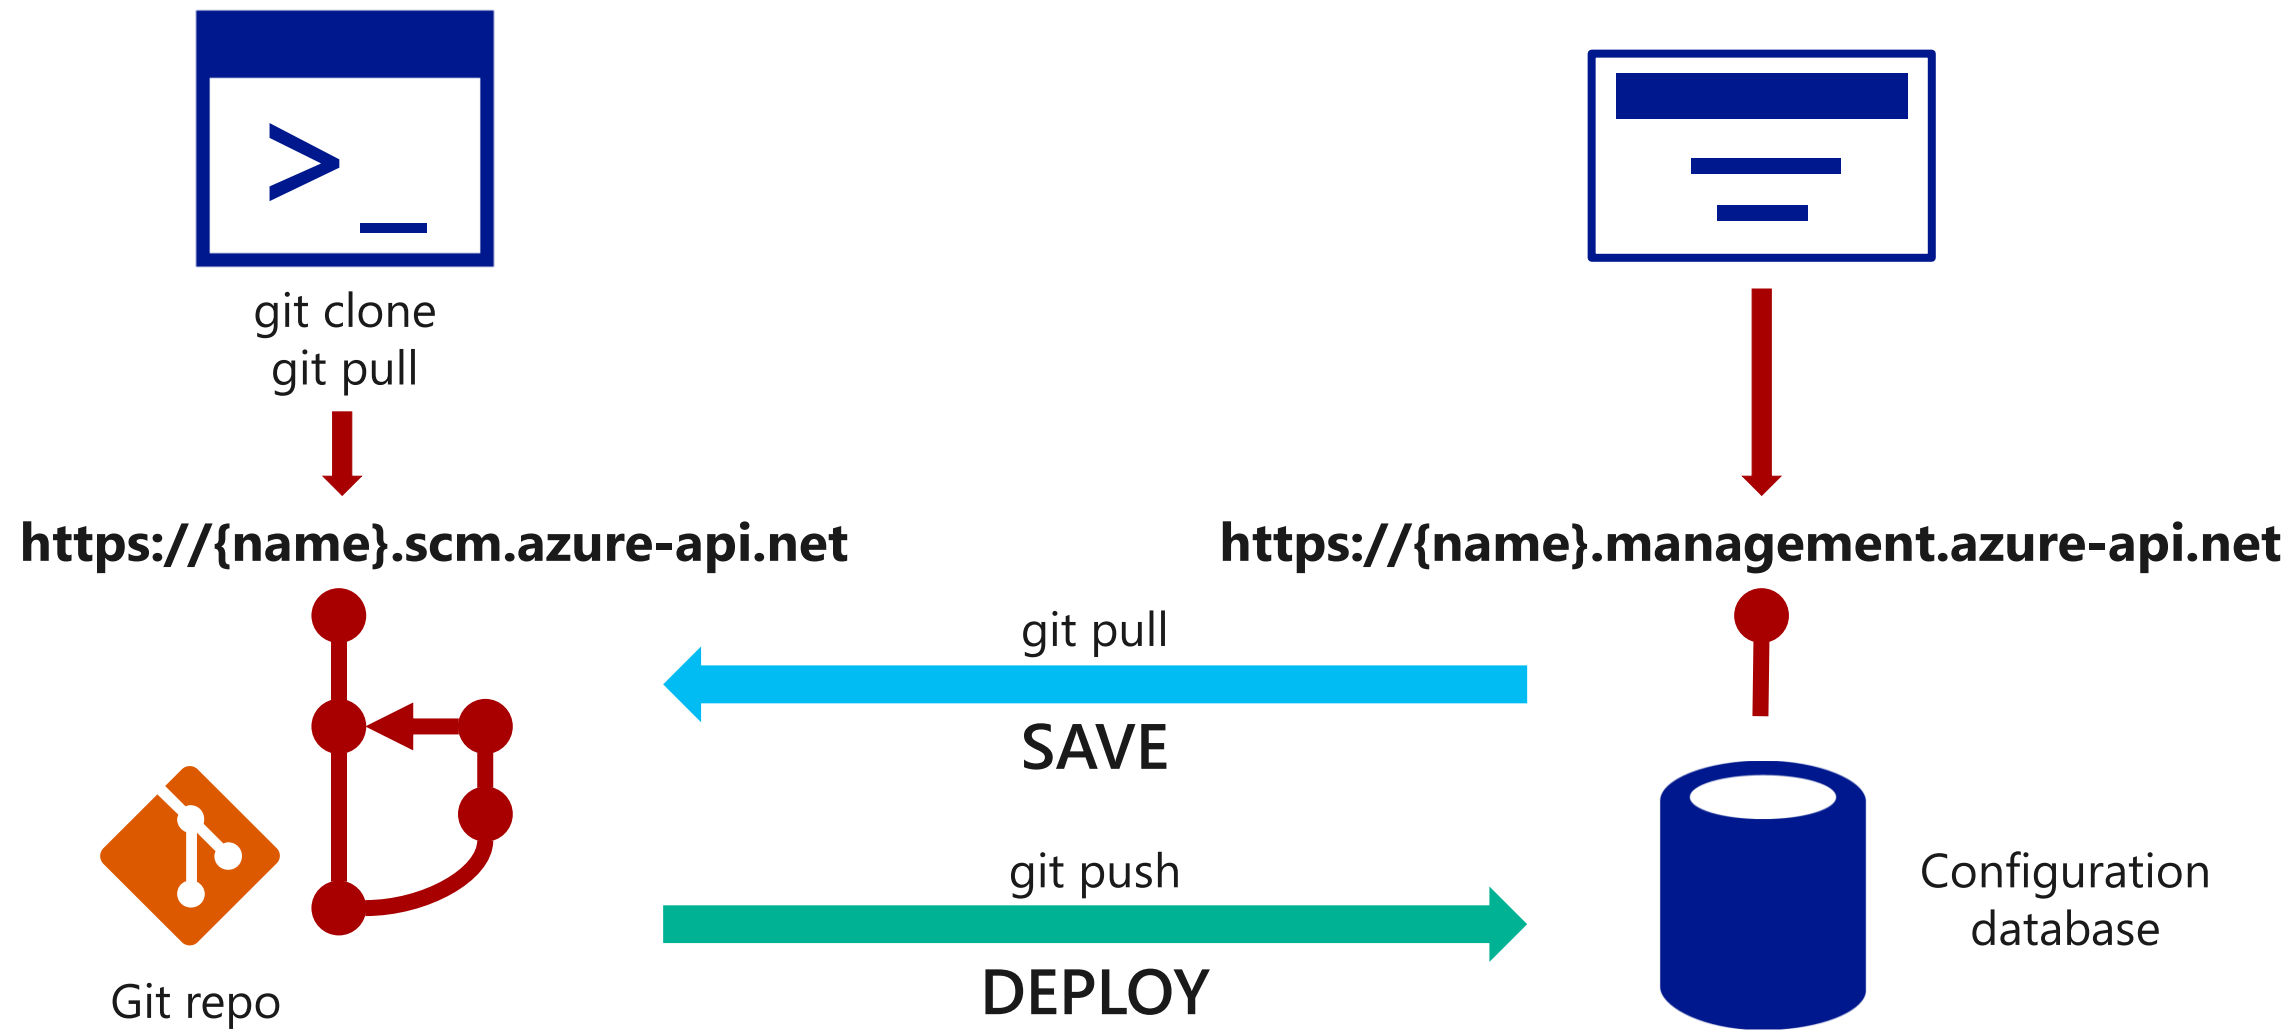 >_
git clone
git pull
https://{name}.scm.azure-api.net
https://{name}.management.azure-api.net
git pull
SAVE
git push
DEPLOY
Git repo
Configuration
database